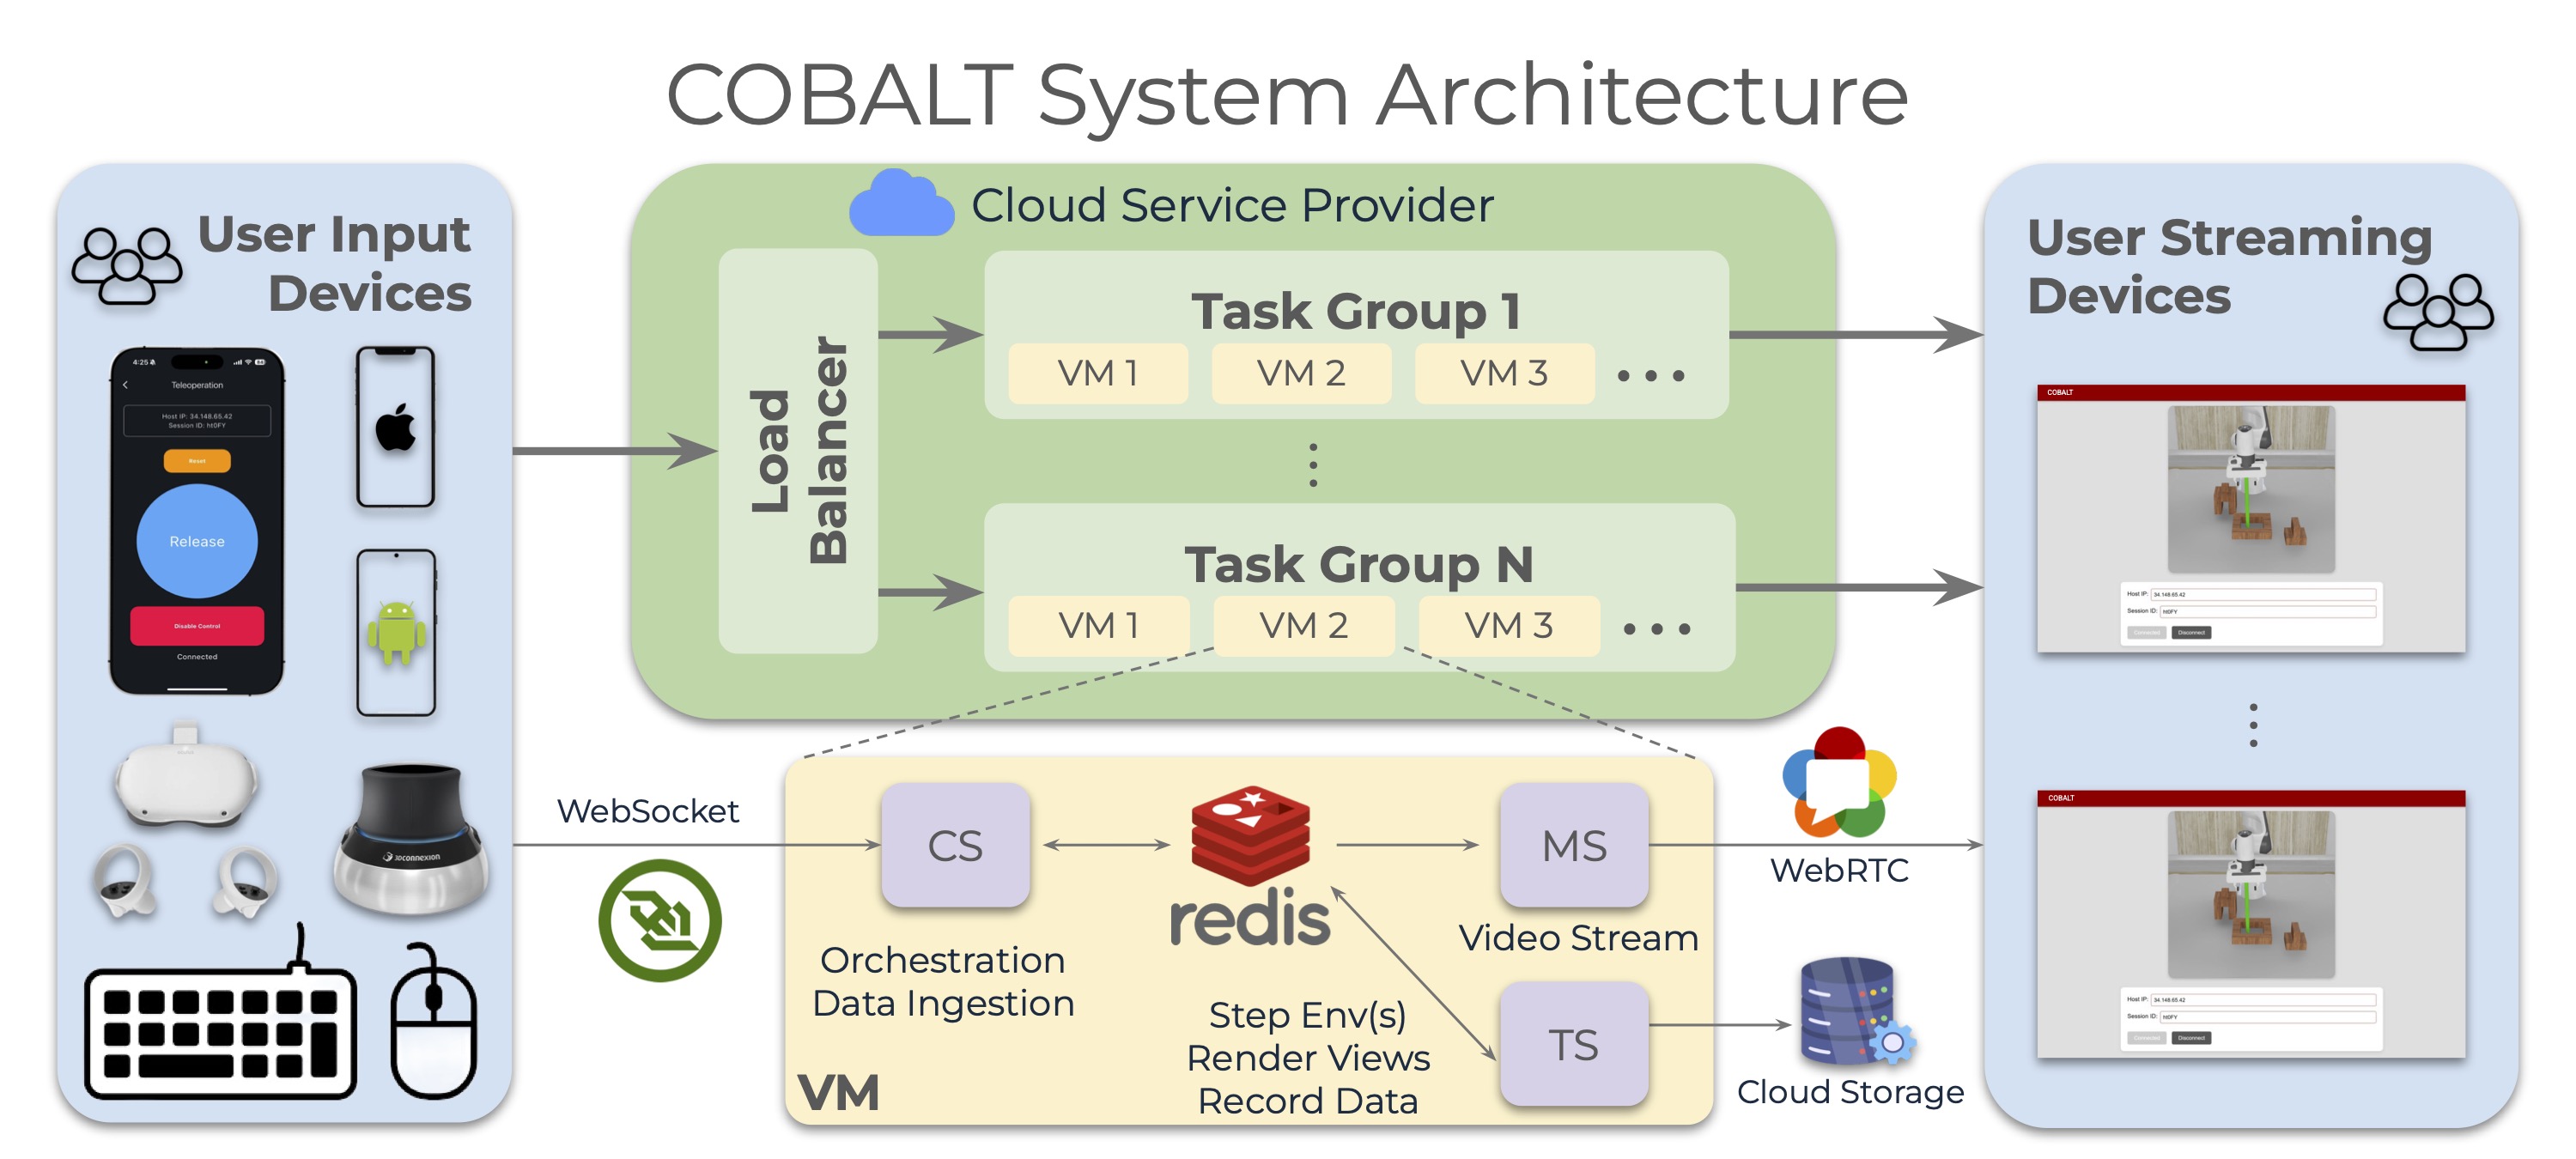 COBALT System Architecture
User Input
Devices
4:25
Teleoperation
Host IP: 34.148.65.42
Session ID: ht0FY
Reset
Release
Disable Control
Connected
3Dconnexion
WebSocket
Cloud Service Provider
Load
Balancer
Task Group 1
VM 1
VM 2
VM 3
Task Group N
VM 1
VM 2
VM 3
CS
Orchestration
Data Ingestion
redis
MS
Video Stream
Step Env(s)
Render Views
Record Data
TS
VM
WebRTC
Cloud Storage
User Streaming
Devices
COBALT
Host IP: 34.148.65.42
Session ID: ht0FY
Connected
Disconnect
COBALT
Host IP: 34.148.65.42
Session ID: ht0FY
Connected
Disconnect